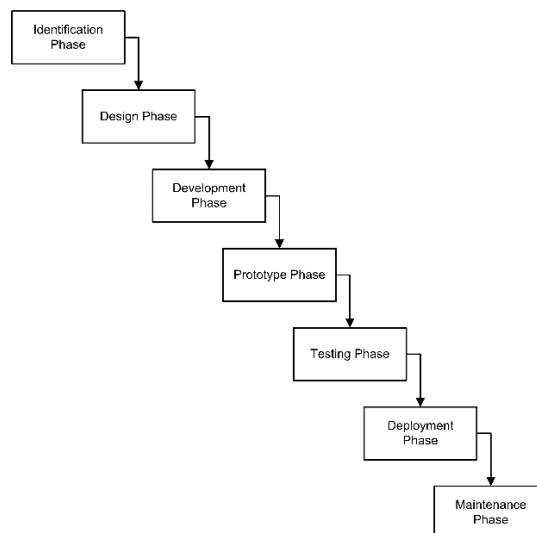 Identification
Phase
Design Phase
Development
Phase
Prototype Phase
Testing Phase
Deployment
Phase
Maintenance
Phase